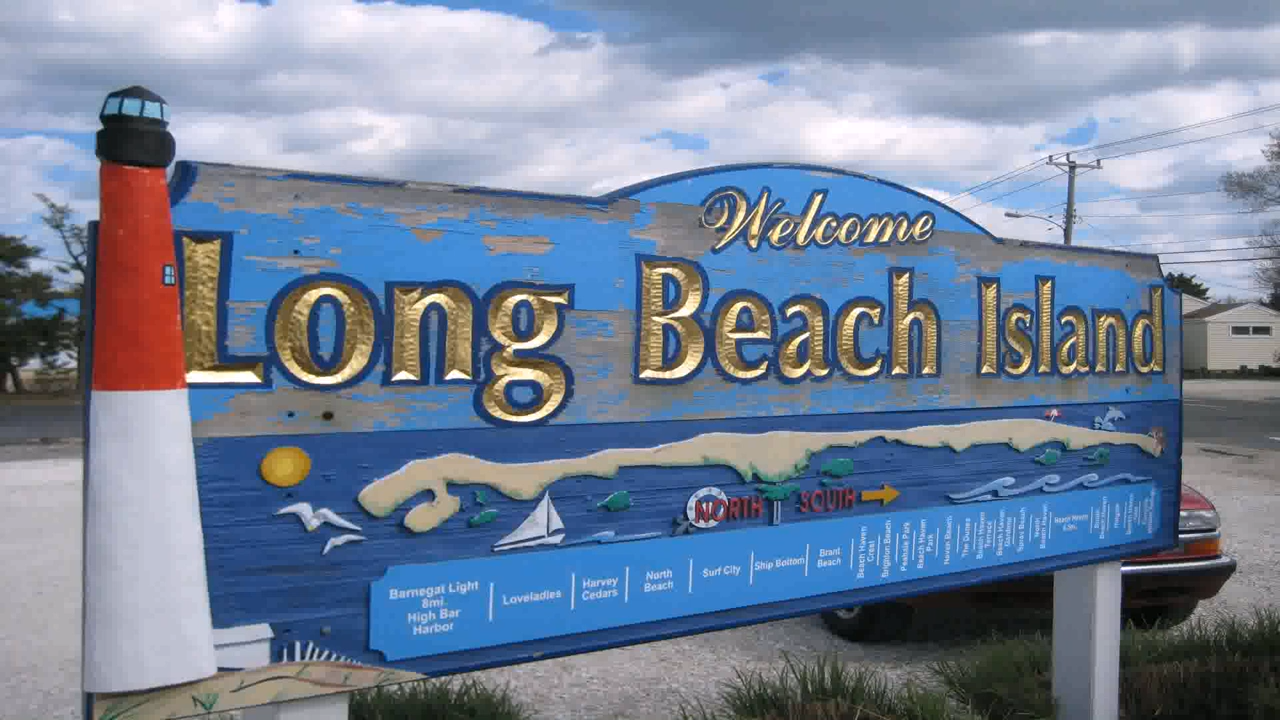 Welcome
Long Beach Island
NORTH SOUTH
Barnegat Light
8mi.
High Bar
Harbor
Loveladies
Harvey
Cedars
North
Beach
Surf City
Ship Bottom
Brant
Beach
Beach Haven
Crest
Brighton Beach
Peahala Park
Beach Haven
Park
Haven Beach
The Dunes
Beach Haven
Terrace
Beach Haven
Gardens
Spray Beach
North
Beach Haven